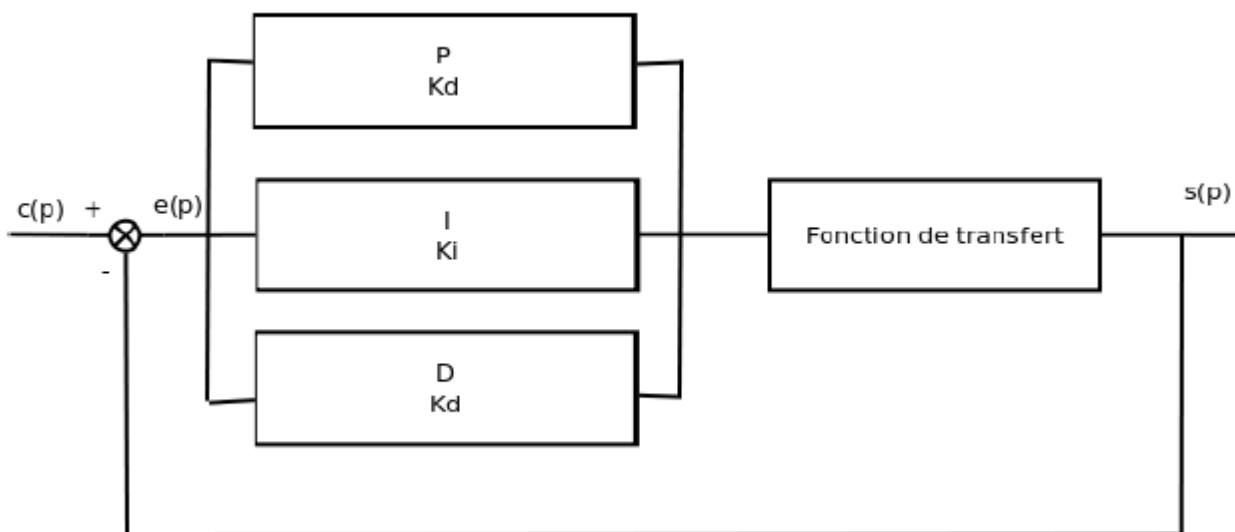 P
Kd
c(p)
+
e(p)
I
Ki
Fonction de transfert
s(p)
-
D
Kd